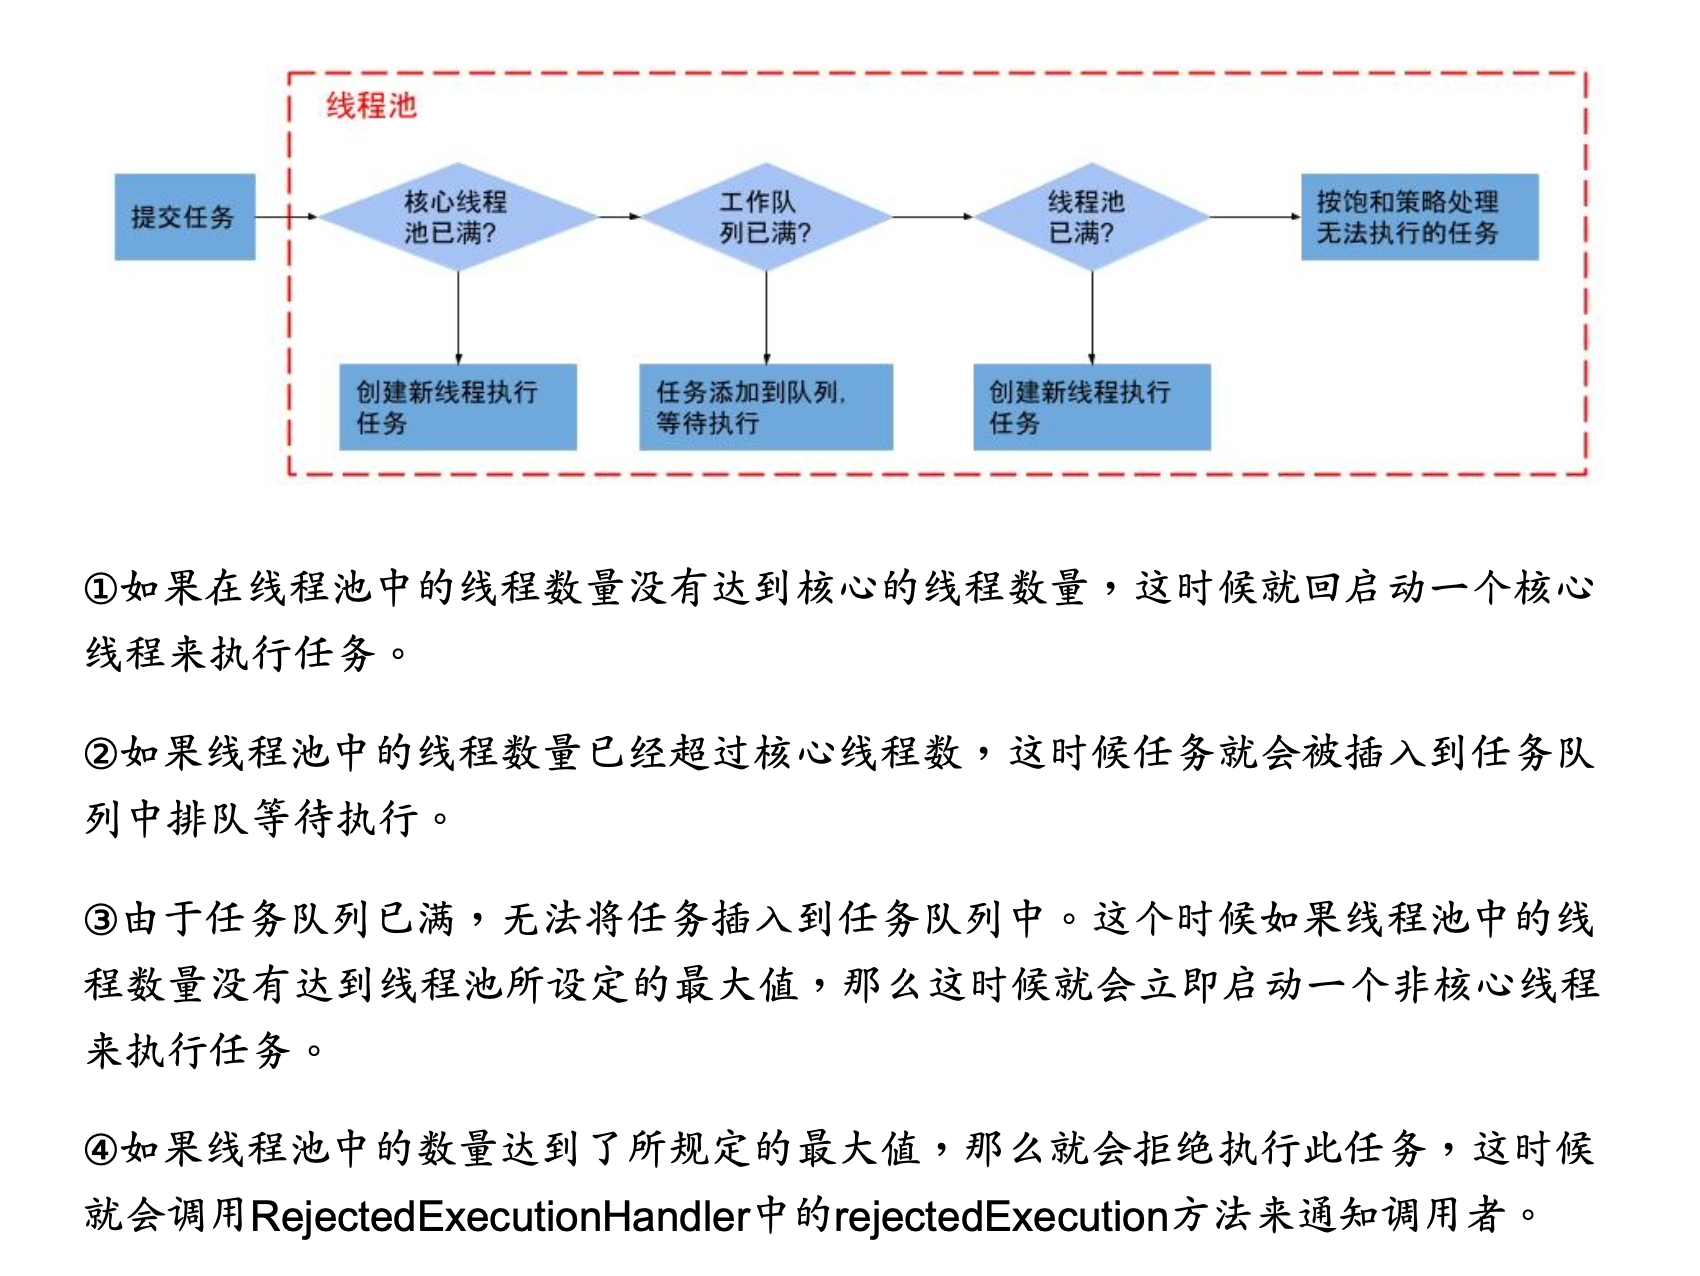 线程池
提交任务
核心线程
池已满?
工作队
列已满?
线程池
已满?
按饱和策略处理
无法执行的任务
创建新线程执行
任务
任务添加到队列,
等待执行
创建新线程执行
任务
①如果在线程池中的线程数量没有达到核心的线程数量，这时候就回启动一个核心
线程来执行任务。
②如果线程池中的线程数量已经超过核心线程数，这时候任务就会被插入到任务队
列中排队等待执行。
③由于任务队列已满，无法将任务插入到任务队列中。这个时候如果线程池中的线
程数量没有达到线程池所设定的最大值，那么这时候就会立即启动一个非核心线程
来执行任务。
④如果线程池中的数量达到了所规定的最大值，那么就会拒绝执行此任务，这时候
就会调用RejectedExecutionHandler中的rejectedExecution方法来通知调用者。